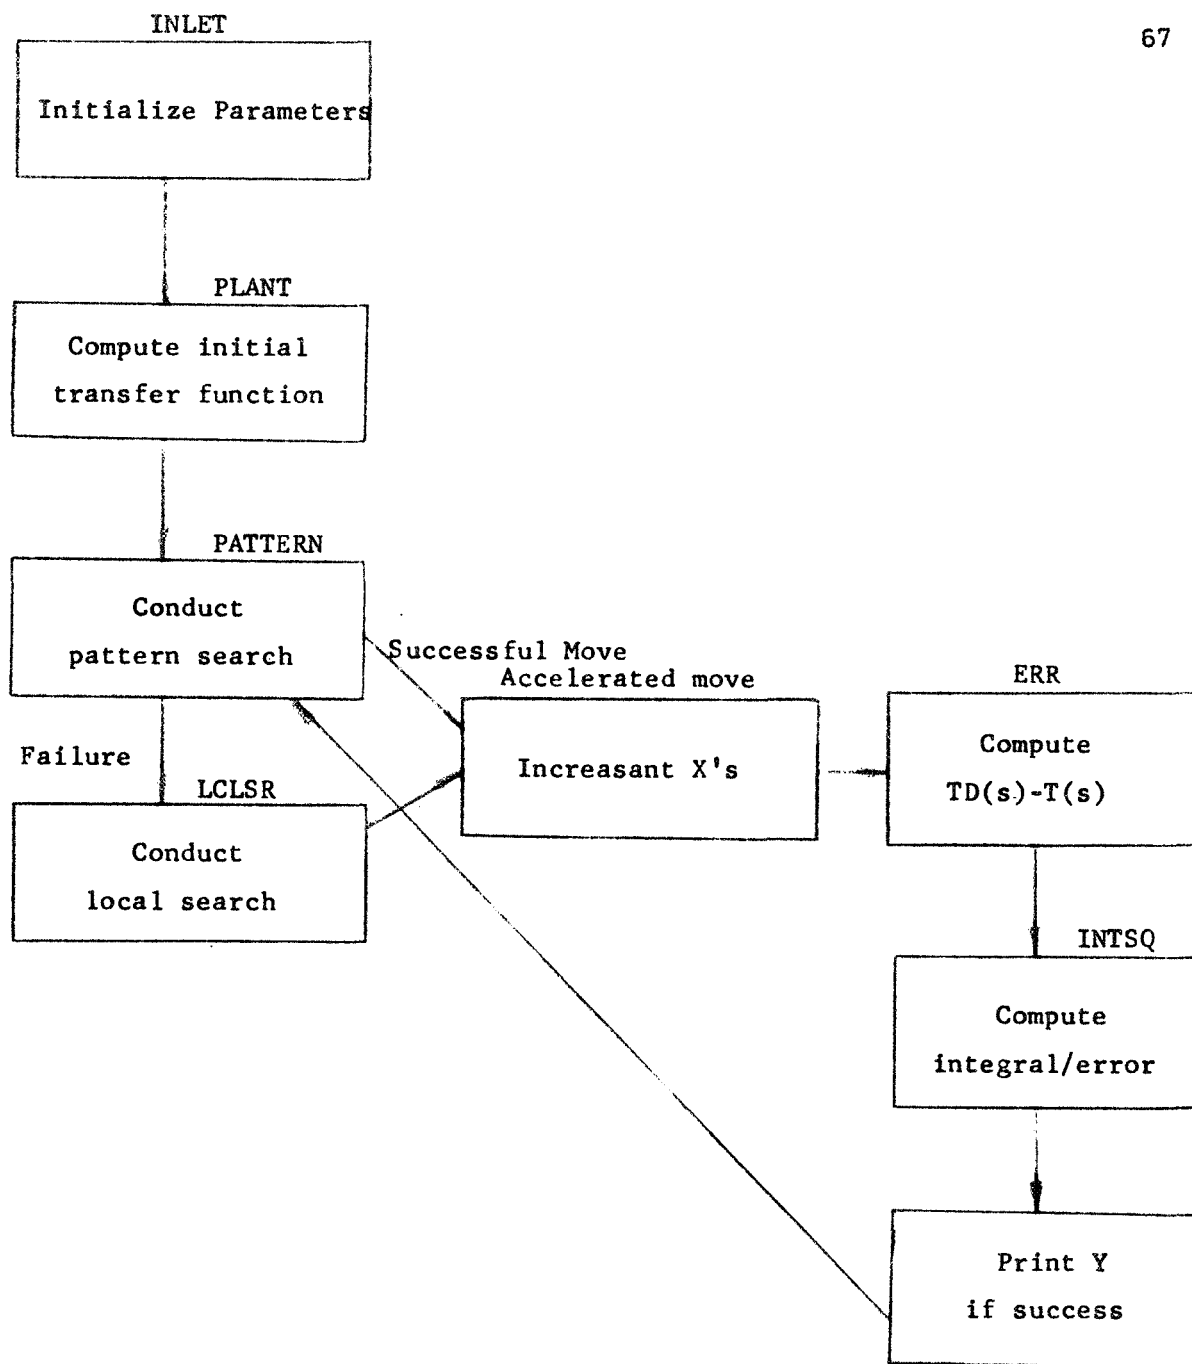 67
INLET
Initialize Parameters
PLANT
Compute initial
transfer function
PATTERN
Conduct
pattern search
Successful Move
Accelerated move
Failure
LCLSR
Conduct
local search
Increasant X's
ERR
Compute
TD(s)-T(s)
INTSQ
Compute
integral/error
Print Y
if success